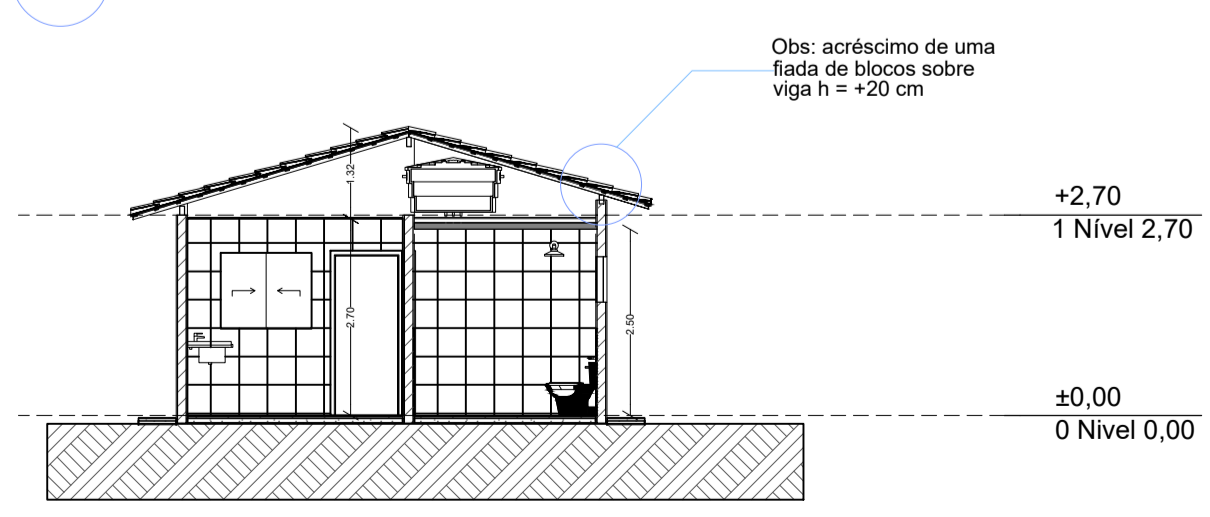 Obs: acréscimo de uma
fiada de blocos sobre
viga h = +20 cm
1.32
+2,70
1 Nível 2,70
2.70
2.50
±0,00
0 Nivel 0,00